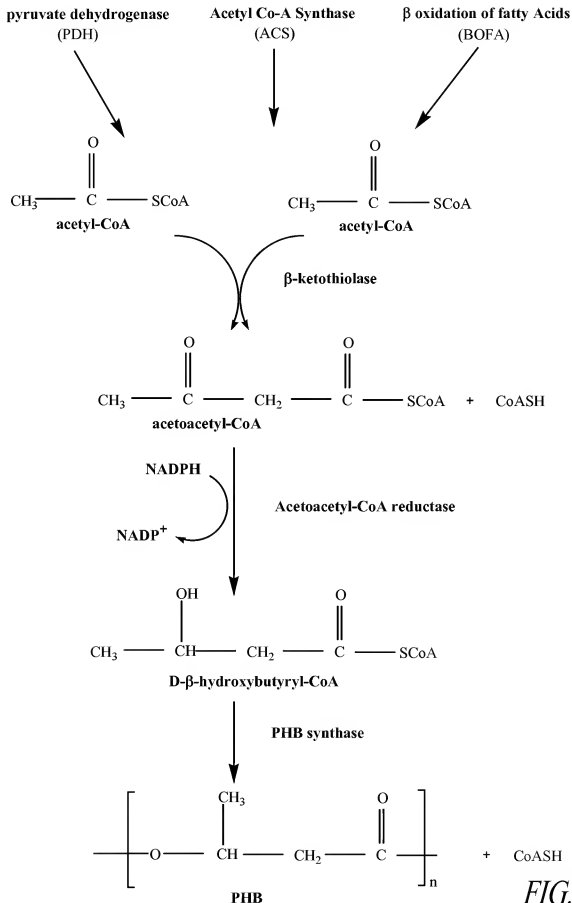 pyruvate dehydrogenase Acetyl Co-A Synthase β oxidation of fatty Acids
(PDH) (ACS) (BOFA)
O O
CH3 C SCoA CH3 C SCoA
acetyl-CoA acetyl-CoA
β-ketothiolase
O O
CH3 C CH2 C SCoA + CoASH
acetoacetyl-CoA
NADPH
Acetoacetyl-CoA reductase
NADP+
OH O
CH3 CH CH2 C SCoA
D-β-hydroxybutyryl-CoA
PHB synthase
CH3 O
O CH CH2 C n + CoASH
PHB
FIG.